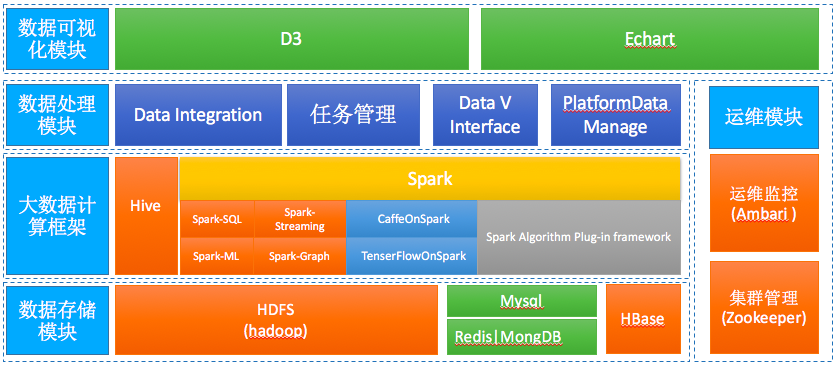 数据可视
化模块
D3
Echart
数据处理
模块
Data Integration
任务管理
Data V
Interface
PlatformData
Manage
运维模块
大数据计
算框架
Hive
Spark
Spark-SQL
Spark-
Streaming
CaffeOnSpark
Spark Algorithm Plug-in framework
Spark-ML
Spark-Graph
TenserFlowOnSpark
运维监控
(Ambari )
数据存储
模块
HDFS
(hadoop)
Mysql
Redis|MongDB
HBase
集群管理
(Zookeeper)